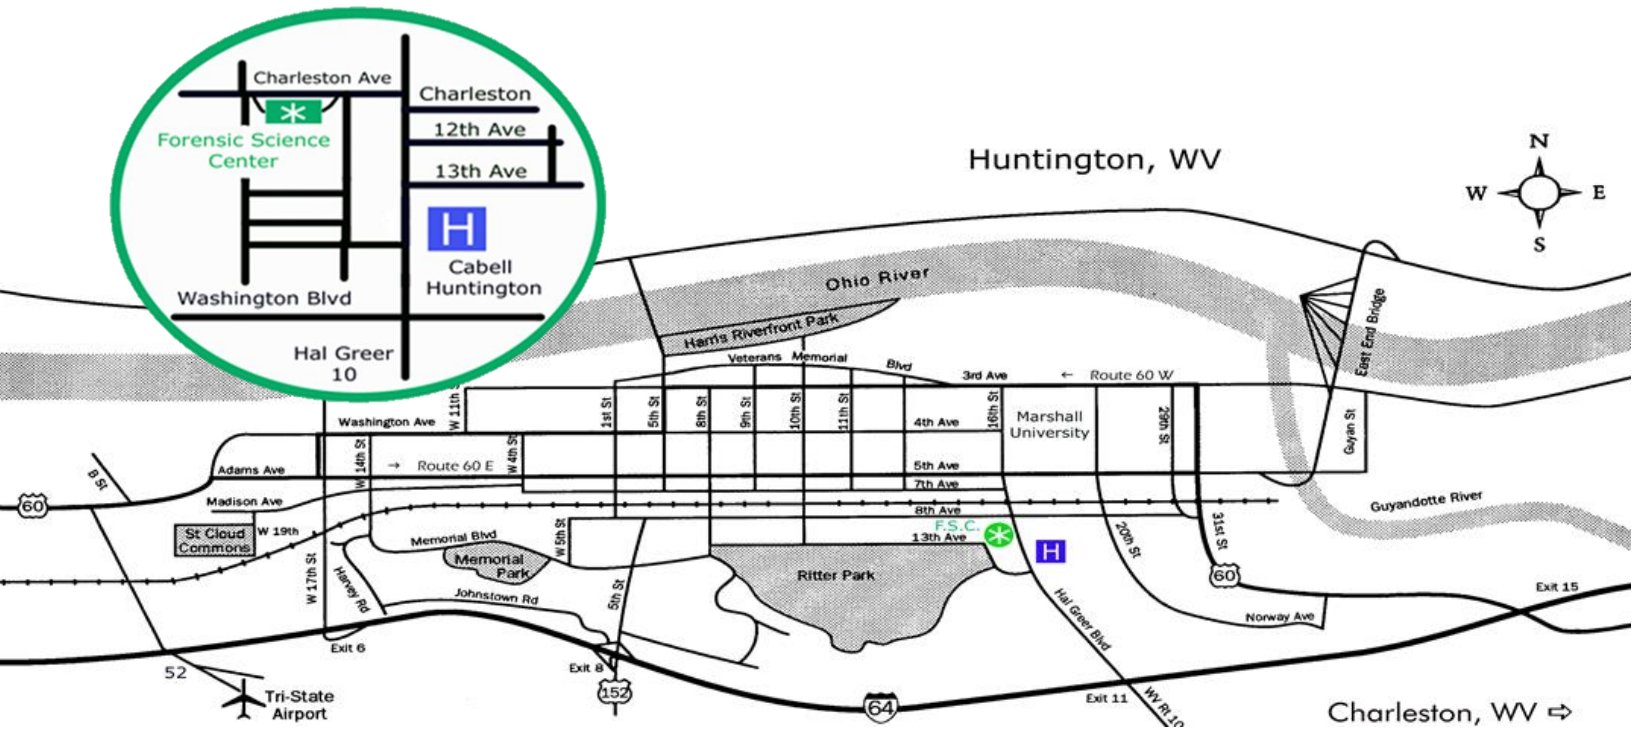 Charleston Ave
Charleston
12th Ave
Forensic Science
Center
13th Ave
H
Cabell
Huntington
Washington Blvd
Hal Greer
10
Huntington, WV
N
W
E
S
Ohio River
Harris Riverfront Park
East End Bridge
Veterans Memorial Blvd
3rd Ave
← Route 60 W
W 11th S
1st St
5th St
8th St
9th St
10th St
11th St
16th St
29th St
Guyan St
Washington Ave
4th Ave
Marshall
University
W 14th St
W 4th St
→ Route 60 E
Adams Ave
5th Ave
B St
7th Ave
60
Madison Ave
8th Ave
Guyandotte River
St Cloud
Commons
W 19th
Memorial Blvd
W 5th St
F.S.C.
13th Ave
H
20th St
31st St
Memorial
Park
Ritter Park
60
W 17th St
Harvey Rd
Johnstown Rd
5th St
Hal Greer Blvd
Norway Ave
Exit 15
Exit 6
Exit 8
52
152
64
Exit 11
WV Rt 10
Tri-State
Airport
Charleston, WV ⇨